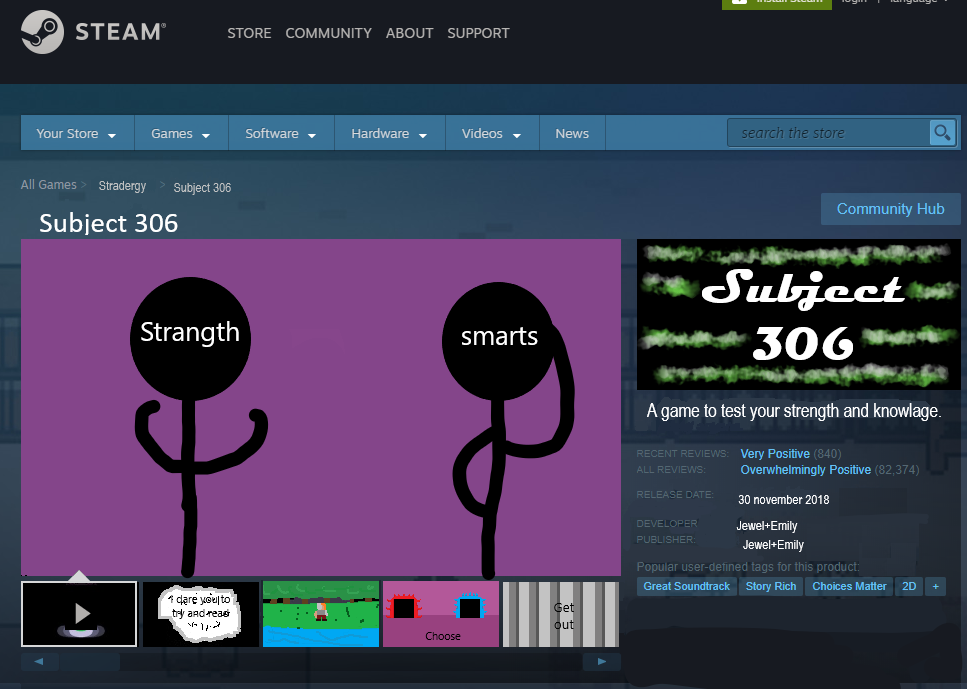 Install Steam login | language
STEAM®
STORE COMMUNITY ABOUT SUPPORT
Your Store Games Software Hardware Videos News
search the store
All Games > Stradergy > Subject 306
Subject 306
Community Hub
Strangth
smarts
Subject
306
A game to test your strength and knowlage.
RECENT REVIEWS: Very Positive (840)
ALL REVIEWS: Overwhelmingly Positive (82,374)
RELEASE DATE: 30 november 2018
DEVELOPER Jewel+Emily
PUBLISHER: Jewel+Emily
Popular user-defined tags for this product:
Great Soundtrack Story Rich Choices Matter 2D +
I dare you to
try and read
Choose
Get
out